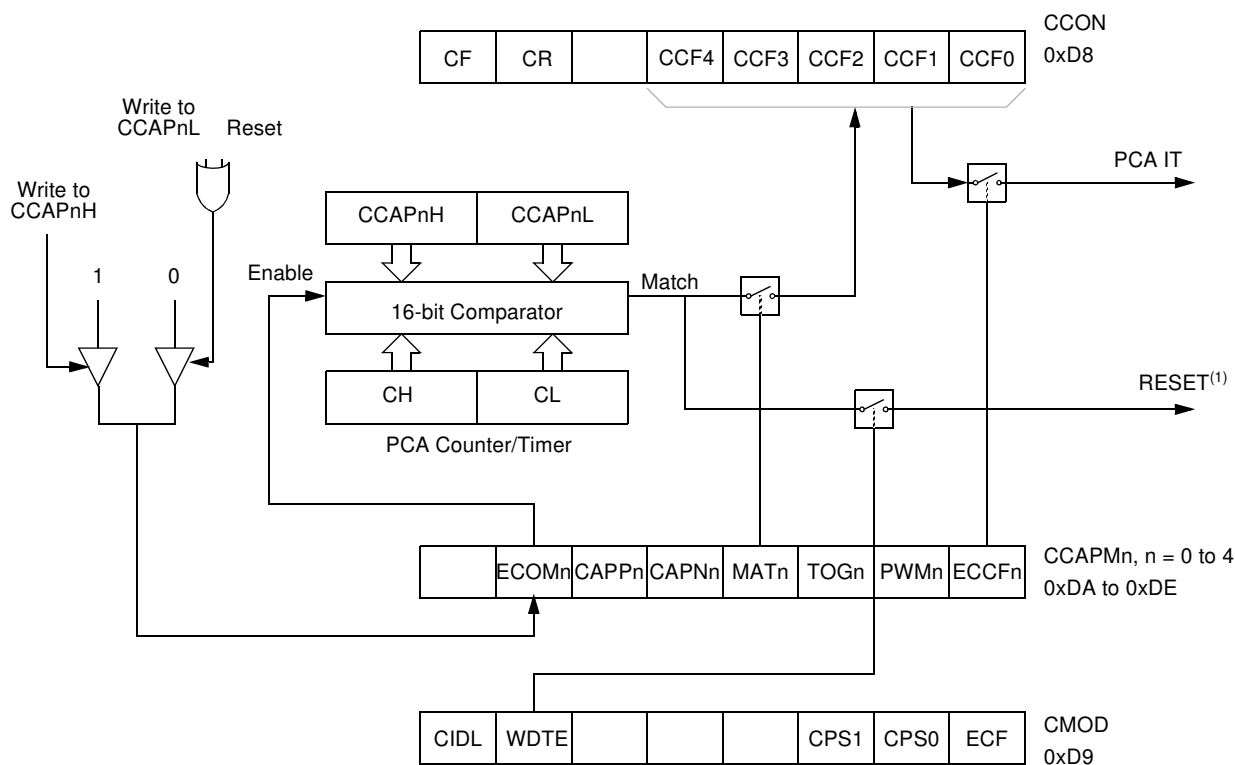 CCON
CF CR CCF4 CCF3 CCF2 CCF1 CCF0 0xD8
Write to
CCAPnL Reset
PCA IT
Write to
CCAPnH
CCAPnH CCAPnL
1 0 Enable Match
16-bit Comparator
RESET(1)
CH CL
PCA Counter/Timer
ECOMn CAPPn CAPNn MATn TOGn PWMn ECCFn CCAPMn, n = 0 to 4
0xDA to 0xDE
CIDL WDTE CPS1 CPS0 ECF CMOD
0xD9